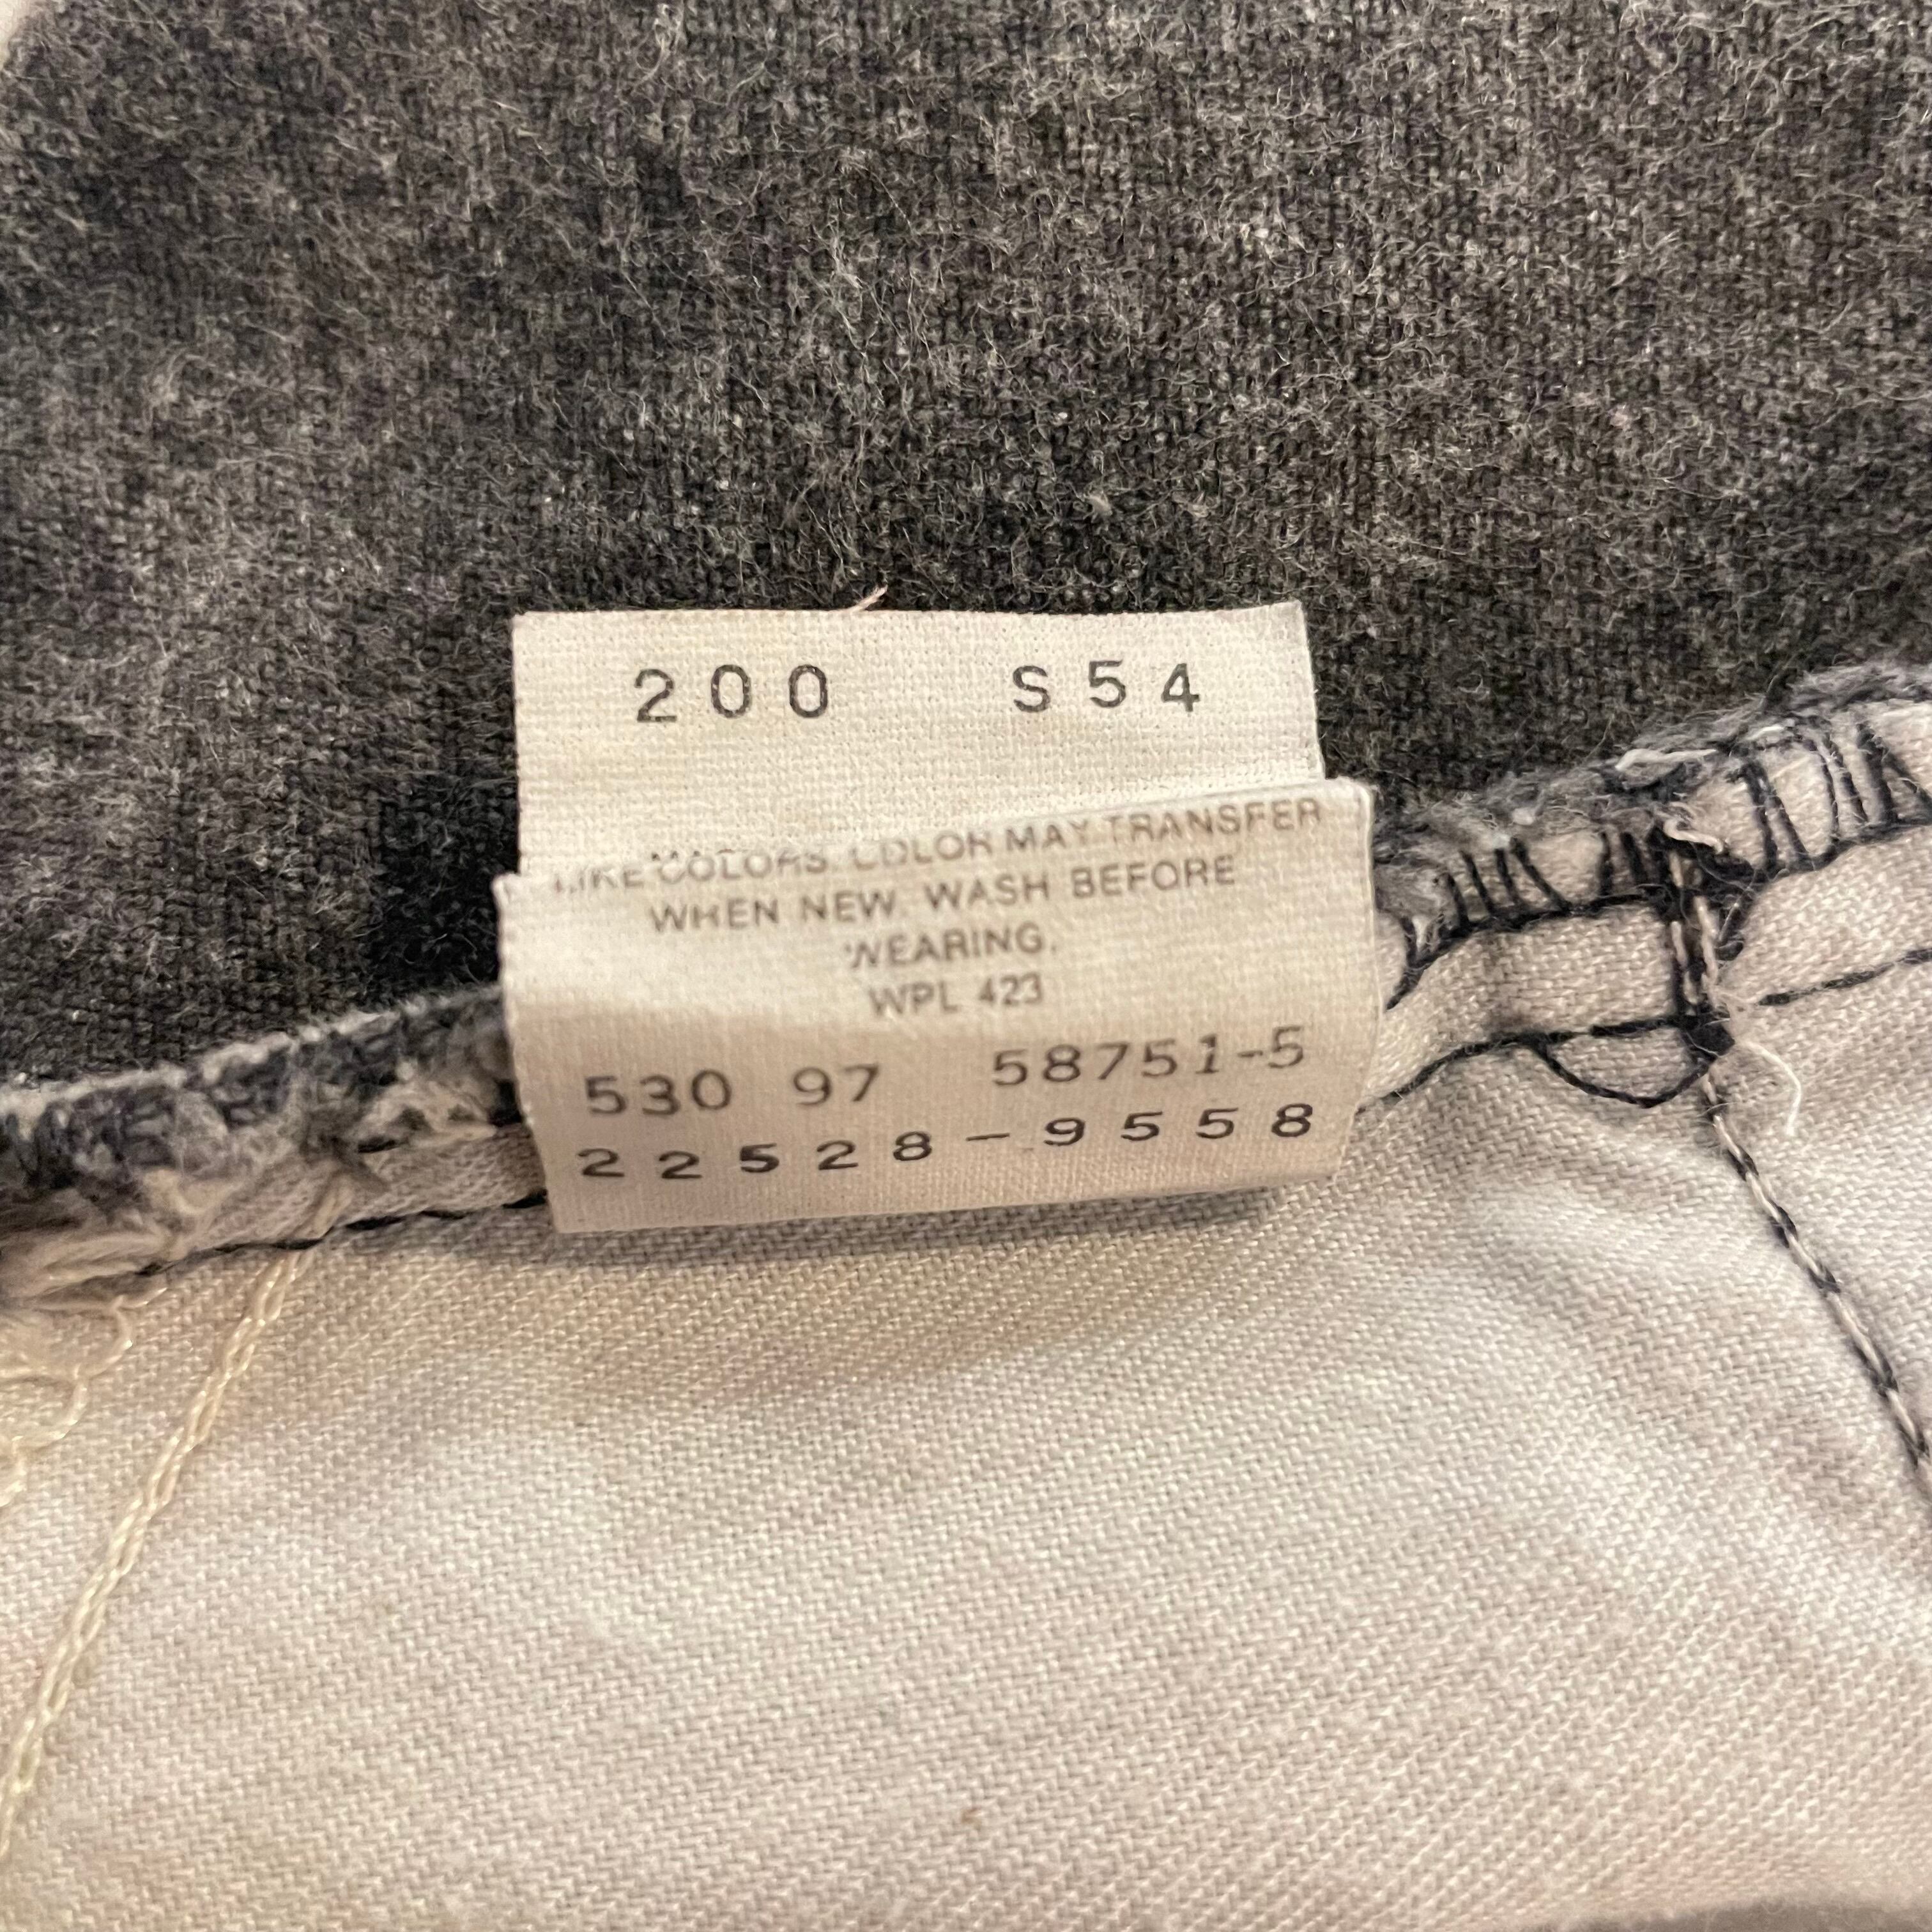 200 S54
LIKE COLORS. COLOR MAY TRANSFER
WHEN NEW. WASH BEFORE
WEARING.
WPL 423
530 97 58751-5
22528-9558